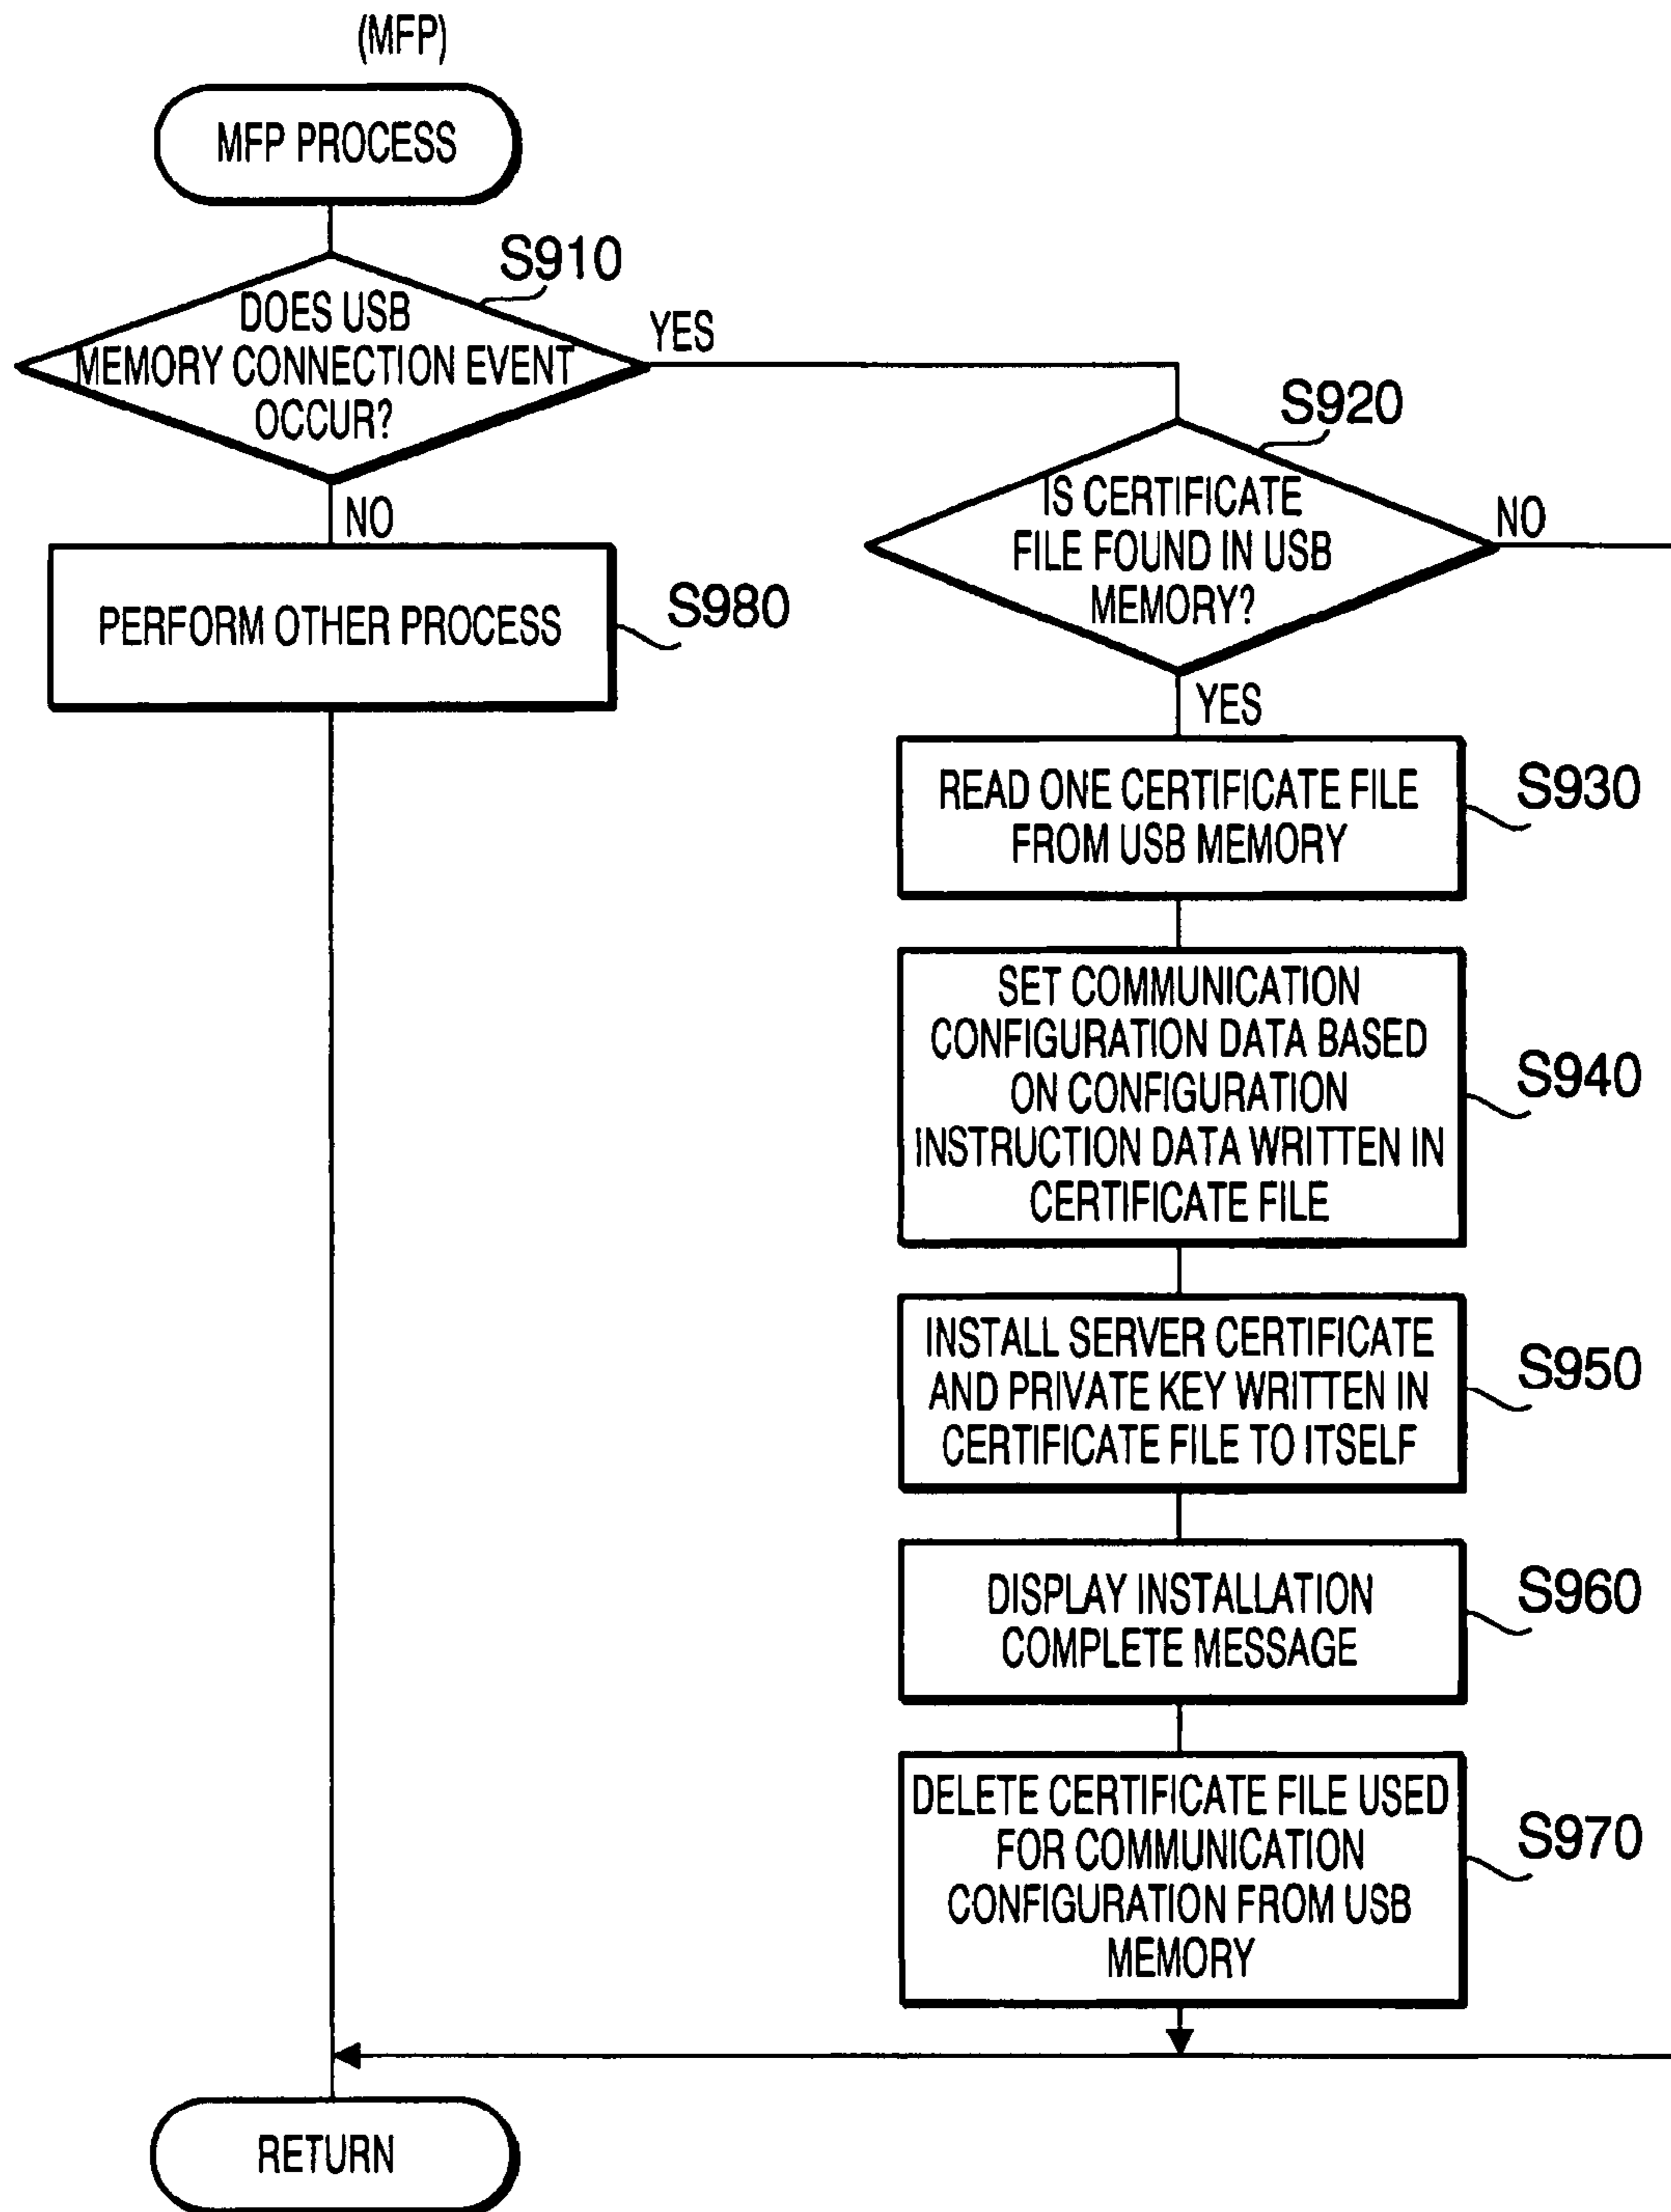 (MFP)
MFP PROCESS
S910
DOES USB
MEMORY CONNECTION EVENT
OCCUR?
YES
NO
S920
IS CERTIFICATE
FILE FOUND IN USB
MEMORY?
NO
YES
PERFORM OTHER PROCESS
S980
READ ONE CERTIFICATE FILE
FROM USB MEMORY
S930
SET COMMUNICATION
CONFIGURATION DATA BASED
ON CONFIGURATION
INSTRUCTION DATA WRITTEN IN
CERTIFICATE FILE
S940
INSTALL SERVER CERTIFICATE
AND PRIVATE KEY WRITTEN IN
CERTIFICATE FILE TO ITSELF
S950
DISPLAY INSTALLATION
COMPLETE MESSAGE
S960
DELETE CERTIFICATE FILE USED
FOR COMMUNICATION
CONFIGURATION FROM USB
MEMORY
S970
RETURN